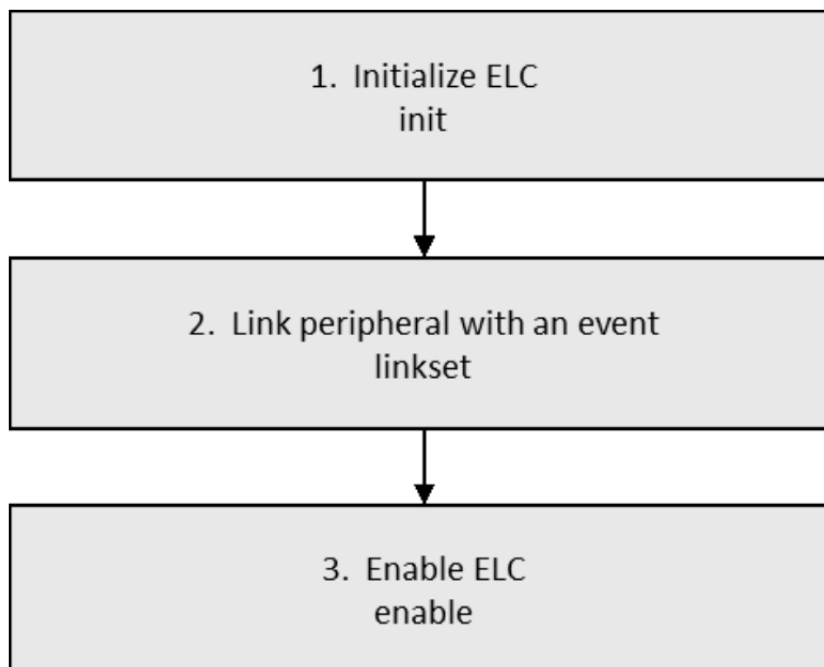 1. Initialize ELC
init
2. Link peripheral with an event
linkset
3. Enable ELC
enable